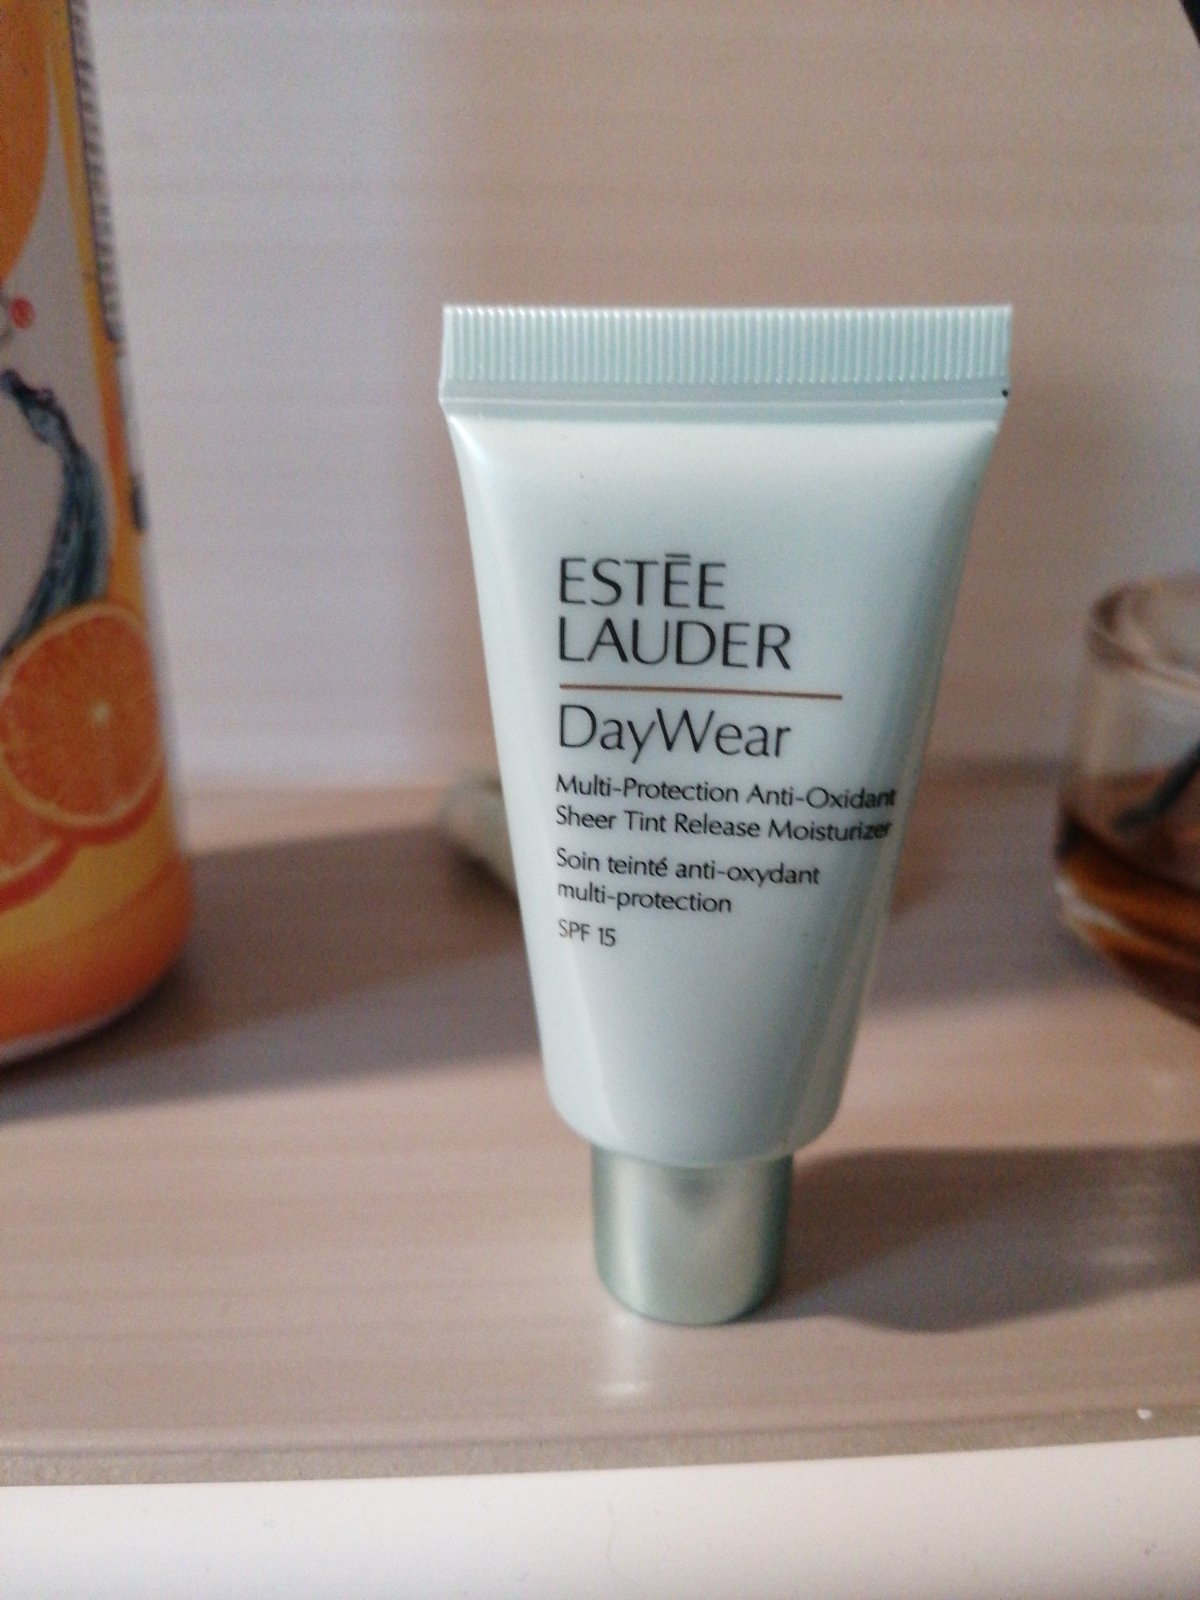 ESTĒE
LAUDER
DayWear
Multi-Protection Anti-Oxidant
Sheer Tint Release Moisturizer
Soin teinté anti-oxydant
multi-protection
SPF 15